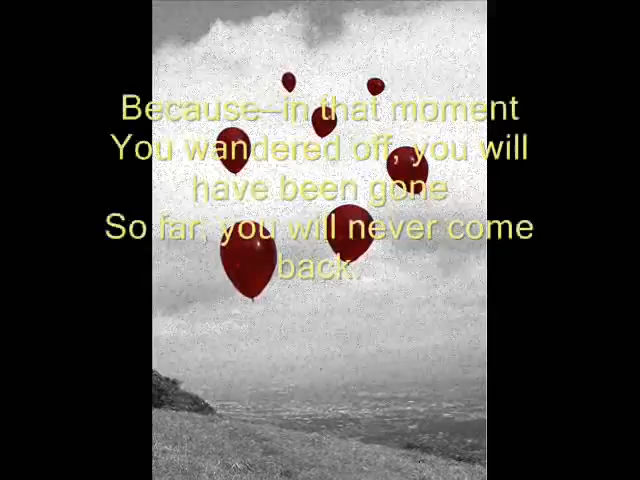 Because—in that moment
You wandered off, you will
have been gone
So far, you will never come
back.